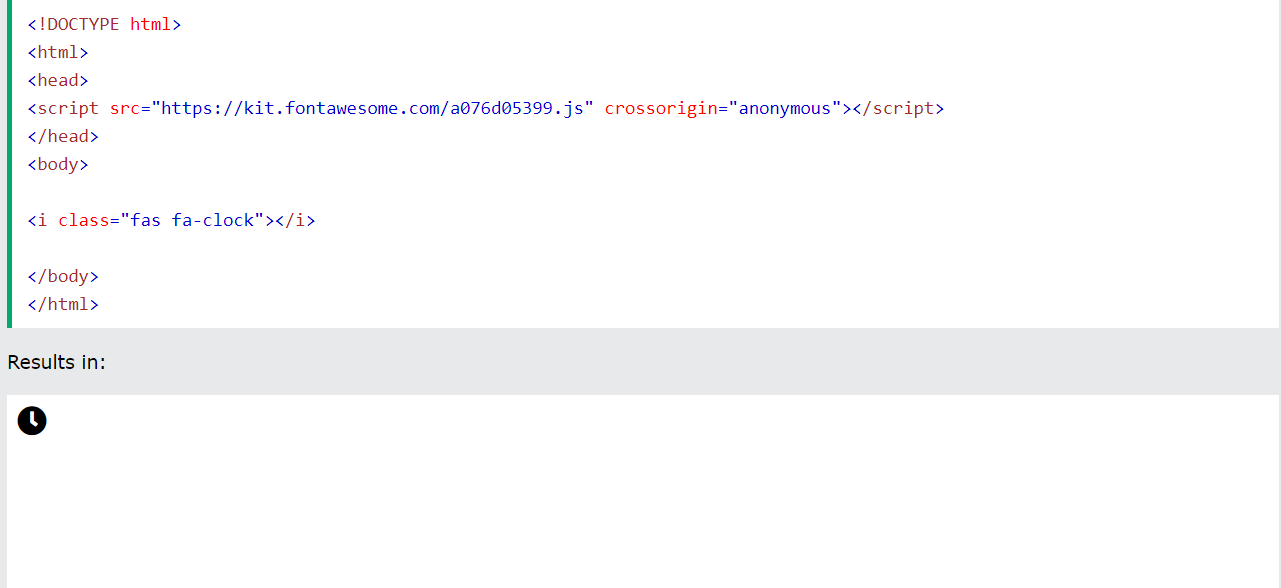 <!DOCTYPE html>
<html>
<head>
<script src="https://kit.fontawesome.com/a076d05399.js" crossorigin="anonymous"></script>
</head>
<body>
<i class="fas fa-clock"></i>
</body>
</html>
Results in: